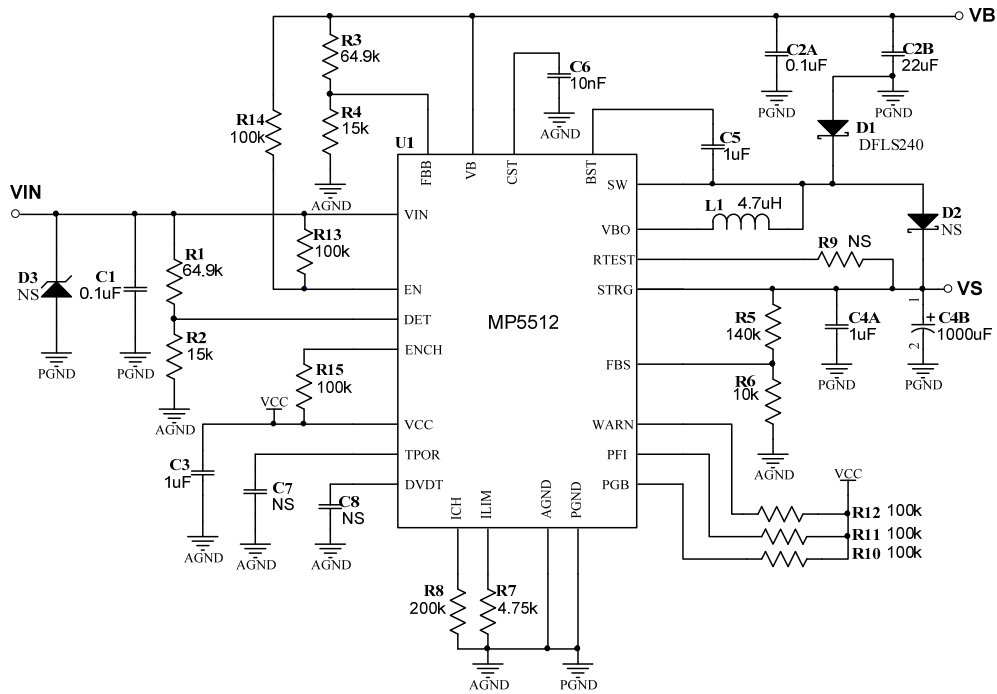 VB
R3
64.9k
C2A
0.1uF
C2B
22uF
C6
10nF
R14
100k
R4
15k
PGND
PGND
D1
DFLS240
AGND
U1
C5
1uF
AGND
FBB
VB
CST
BST
SW
VIN
VIN
L1
4.7uH
VBO
D2
NS
R1
64.9k
R13
100k
R9
NS
RTEST
D3
NS
C1
0.1uF
EN
STRG
VS
MP5512
DET
R5
140k
C4A
1uF
1
+
C4B
1000uF
2
R2
15k
ENCH
PGND
PGND
FBS
R15
100k
R6
10k
PGND
PGND
VCC
AGND
VCC
WARN
C3
1uF
TPOR
PFI
AGND
VCC
C7
NS
DVDT
PGB
C8
NS
ICH
ILIM
AGND
PGND
R12
100k
R11
100k
R10
100k
AGND
AGND
AGND
R8
200k
R7
4.75k
AGND
PGND